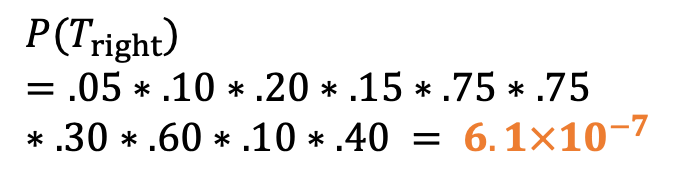 P(T_right)
= .05 * .10 * .20 * .15 * .75 * .75
* .30 * .60 * .10 * .40 = 6.1×10⁻⁷